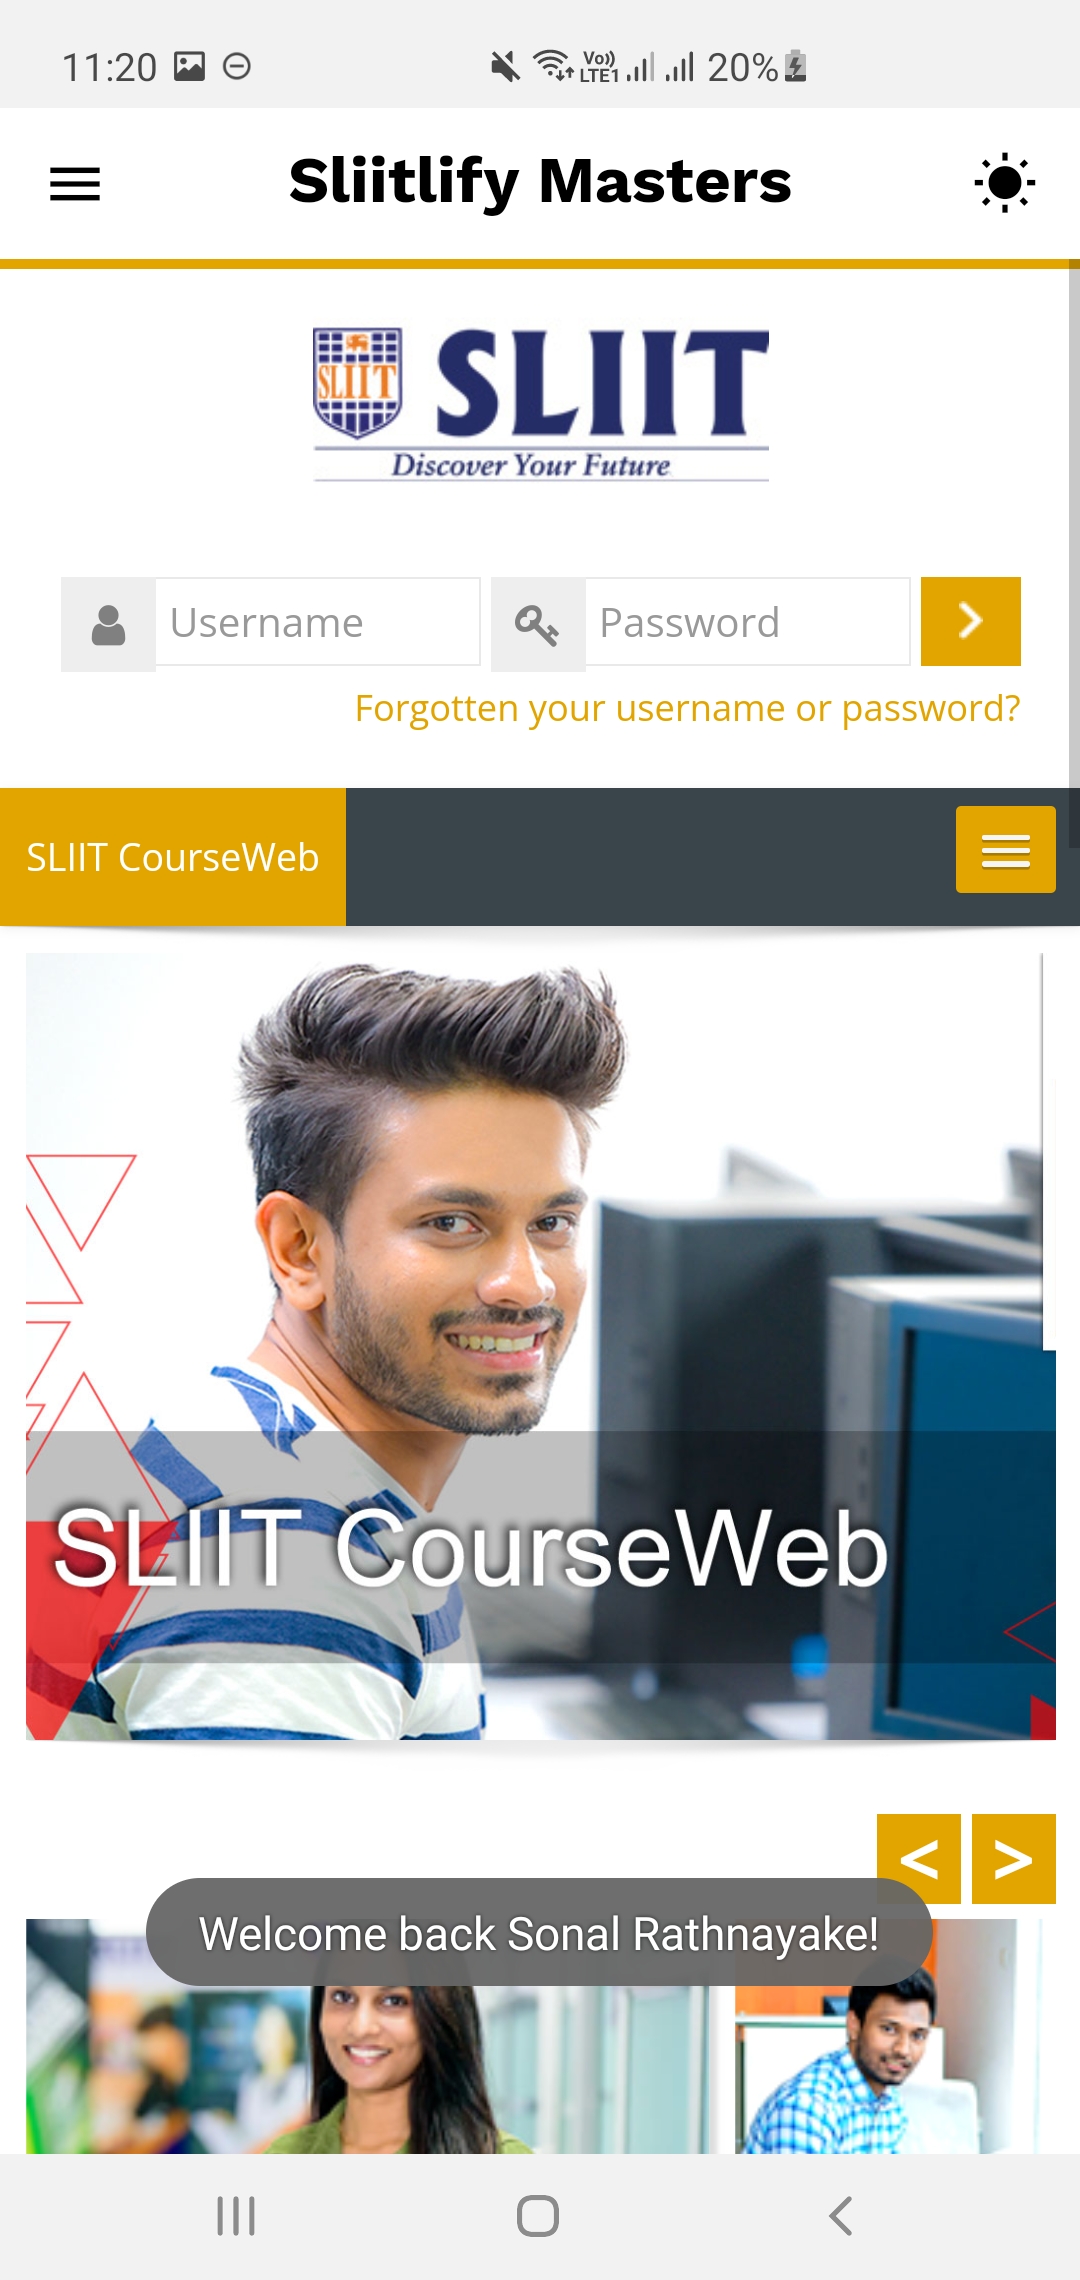 11:20
Vo)) LTE1 20%
Sliitlify Masters
SLIIT
SLIIT
Discover Your Future
Username
Password
Forgotten your username or password?
SLIIT CourseWeb
SLIIT CourseWeb
< >
Welcome back Sonal Rathnayake!